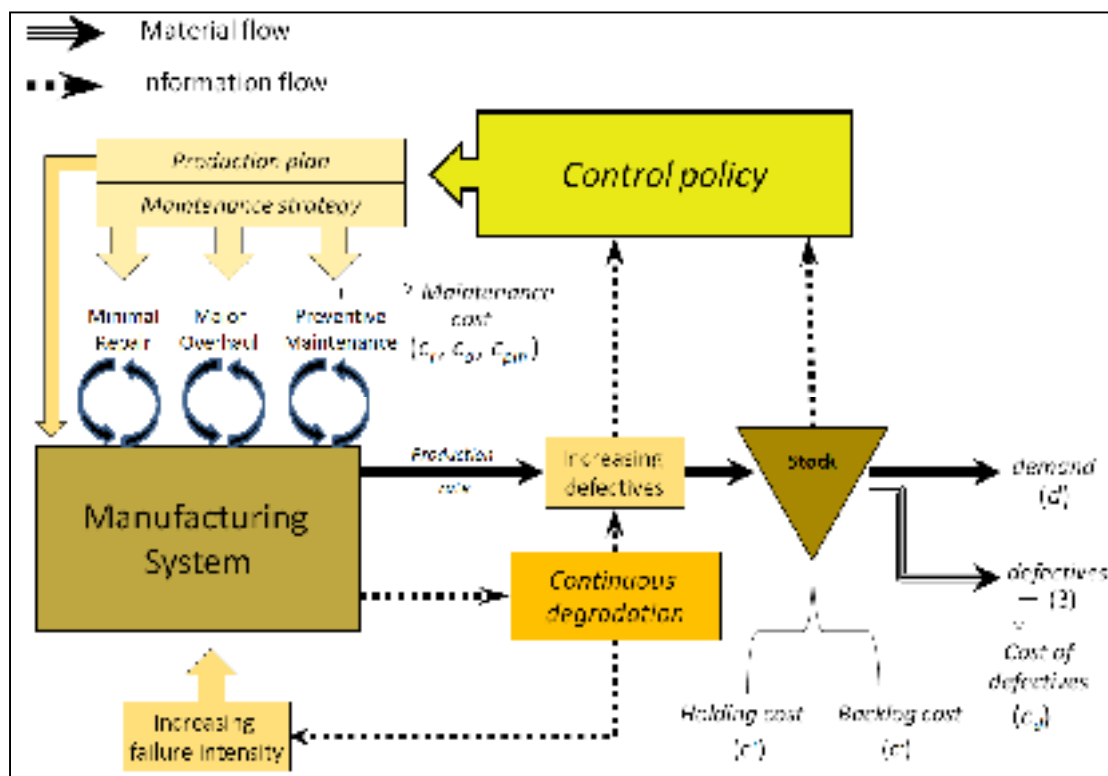 Material flow
Information flow
Production plan
Maintenance strategy
Control policy
Minimal
Repair
Major
Overhaul
Preventive
Maintenance
Maintenance
cost
Production
rate
Increasing
defectives
Stock
demand
(d)
Manufacturing
System
Continuous
degradation
defectives
Cost of
defectives
Increasing
failure intensity
Holding cost
Backlog cost